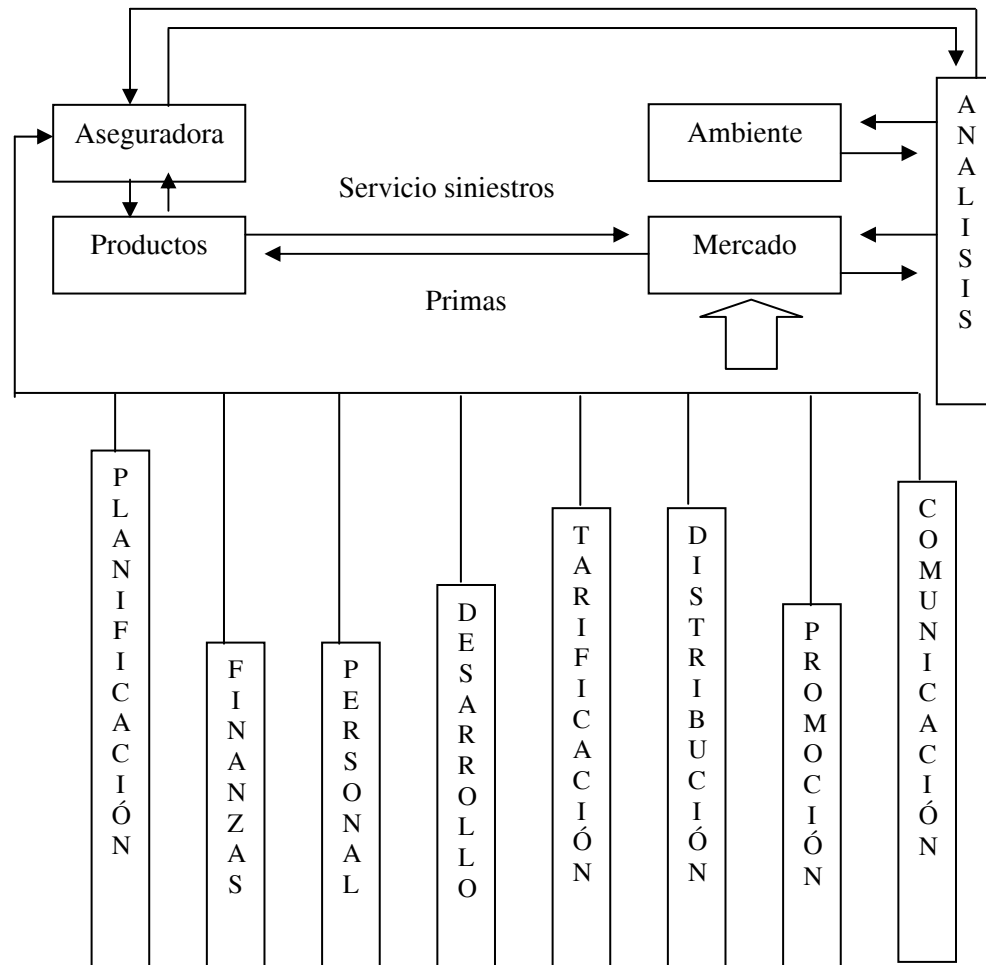 Aseguradora
Ambiente
Servicio siniestros
Productos
Mercado
Primas
ANALISIS
PLANIFICACIÓN
FINANZAS
PERSONAL
DESARROLLO
TARIFICACIÓN
DISTRIBUCIÓN
PROMOCIÓN
COMUNICACIÓN